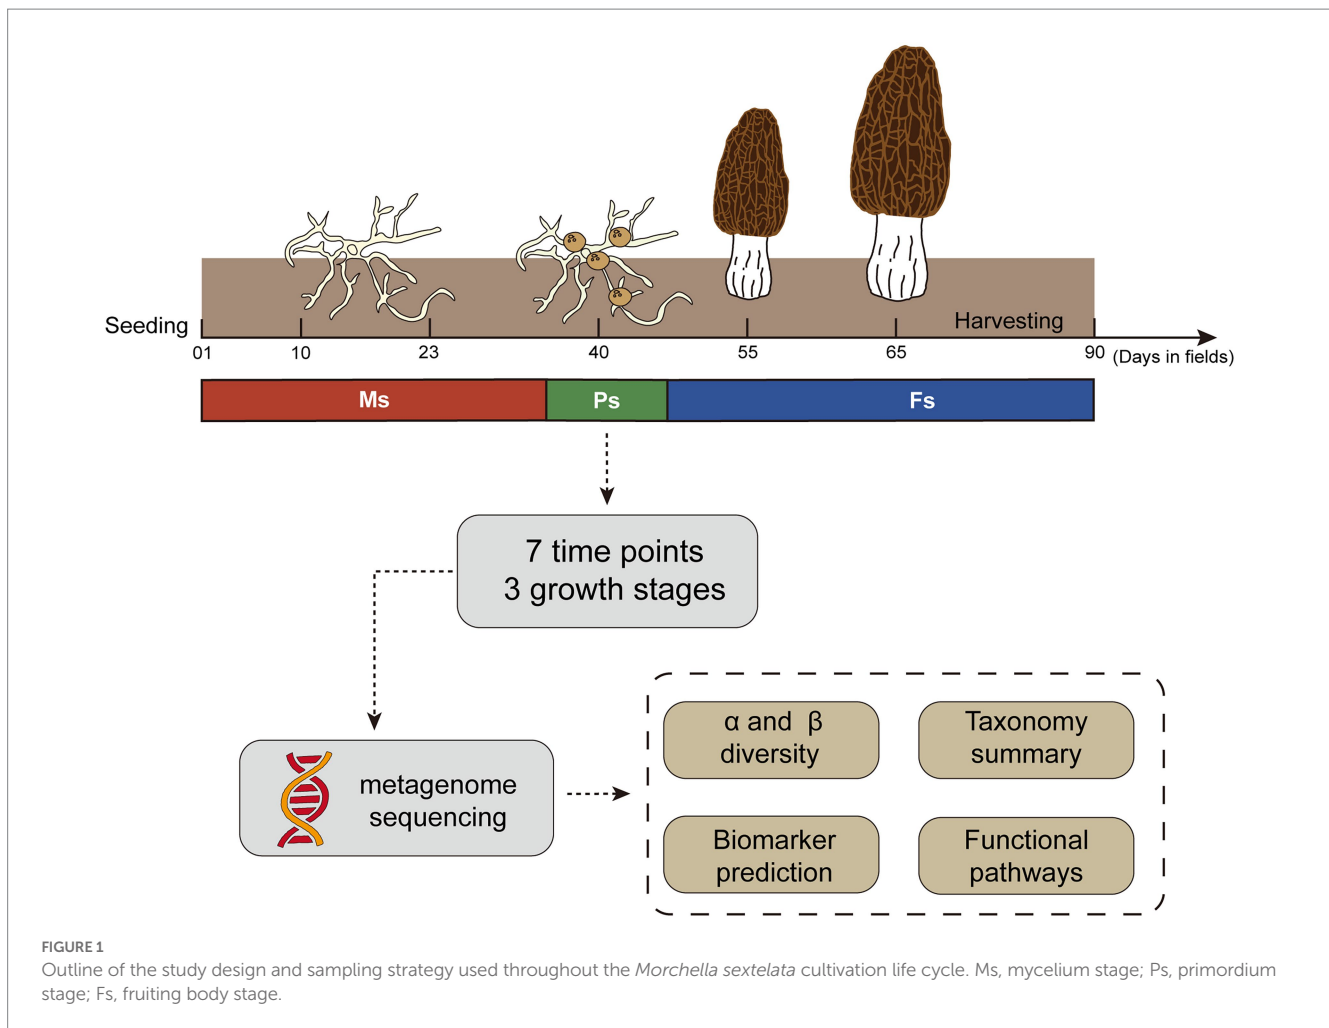 Seeding
Harvesting
01 10 23 40 55 65 90 (Days in fields)
Ms Ps Fs
7 time points
3 growth stages
metagenome
sequencing
α and β
diversity
Taxonomy
summary
Biomarker
prediction
Functional
pathways
FIGURE 1
Outline of the study design and sampling strategy used throughout the Morchella sextelata cultivation life cycle. Ms, mycelium stage; Ps, primordium
stage; Fs, fruiting body stage.